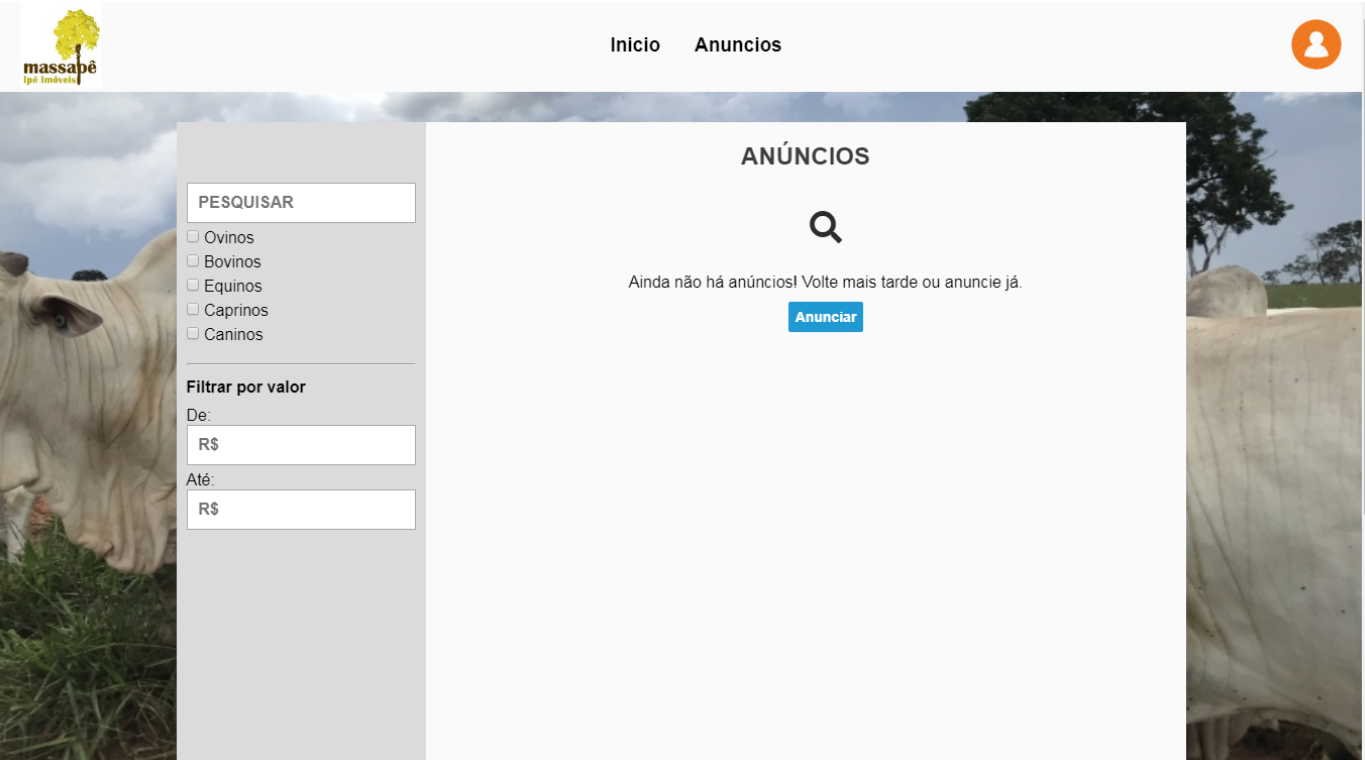 massapê
Ipê Imóveis
Inicio
Anuncios
PESQUISAR
Ovinos
Bovinos
Equinos
Caprinos
Caninos
Filtrar por valor
De:
R$
Até:
R$
ANÚNCIOS
Ainda não há anúncios! Volte mais tarde ou anuncie já.
Anunciar